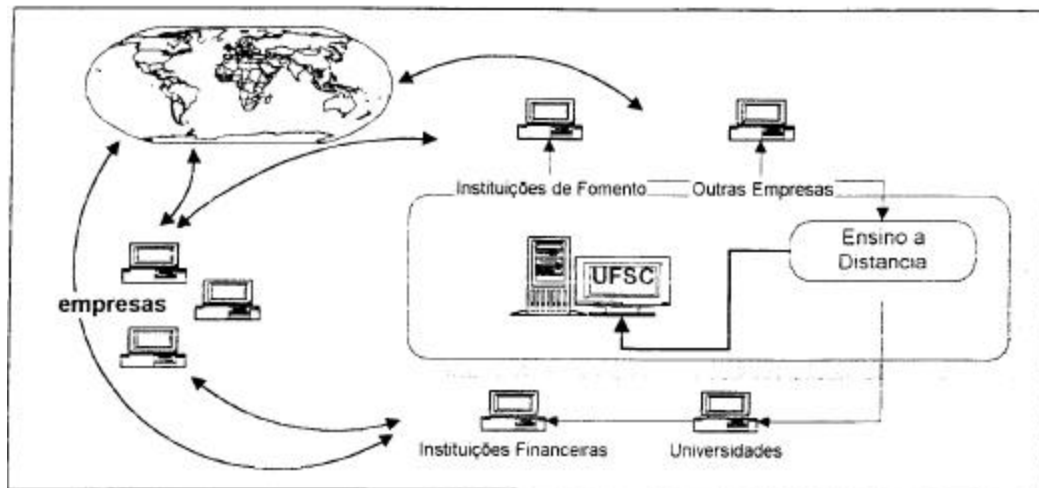 Instituições de Fomento
Outras Empresas
Ensino a
Distancia
UFSC
empresas
Instituições Financeiras
Universidades